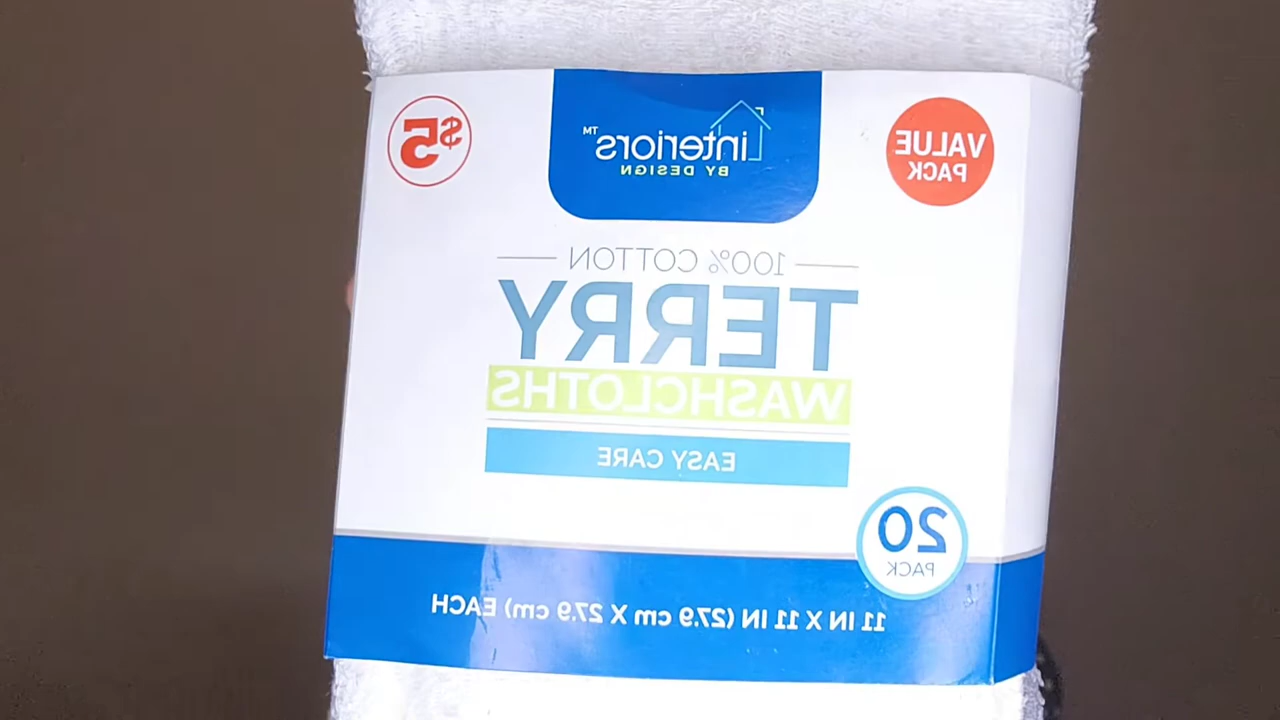 VALUE
PACK
interiors™
BY DESIGN
$5
100% COTTON
TERRY
WASHCLOTHS
EASY CARE
20
PACK
11 IN X 11 IN (27.9 cm X 27.9 cm) EACH